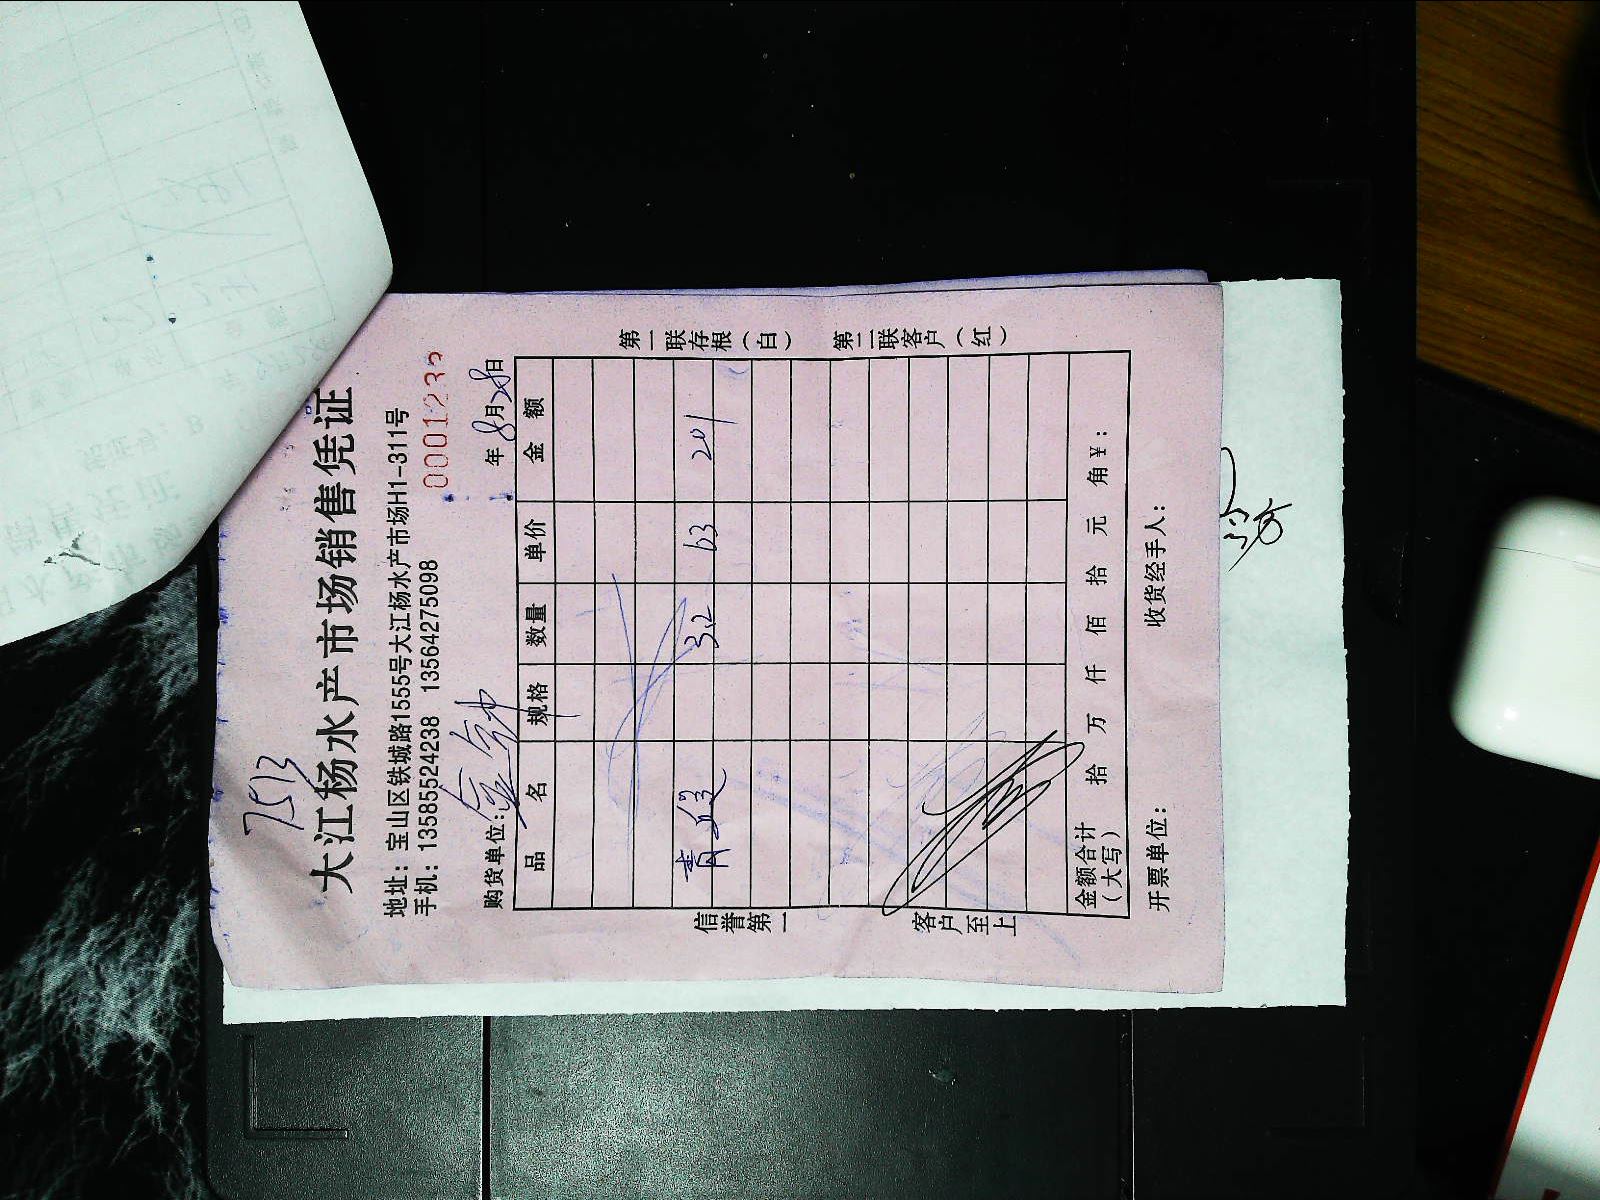 7513
大江杨水产市场销售凭证
地址：宝山区铁城路1555号大江杨水产市场H1-311号
手机：13585524238 13564275098
0001233
购货单位： 年8月28日
品名 规格 数量 单价 金额
青 3.2 63 201
金额合计（大写） 拾 万 仟 佰 拾 元 角 ¥：
开票单位： 收货经手人：
信誉第一 客户至上
第一联存根（白） 第二联客户（红）